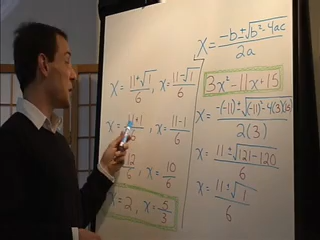 x = -b ± √b² - 4ac / 2a
3x² - 11x + 15
x = -(-11) ± √(-11)² - 4(3)( ) / 2(3)
x = 11 ± √121 - 120 / 6
x = 11 ± √1 / 6
x = 11 + √1 / 6 , x = 11 - √1 / 6
x = 11 + 1 / 6 , x = 11 - 1 / 6
12 / 6 , x = 10 / 6
x = 2 , x = 5 / 3